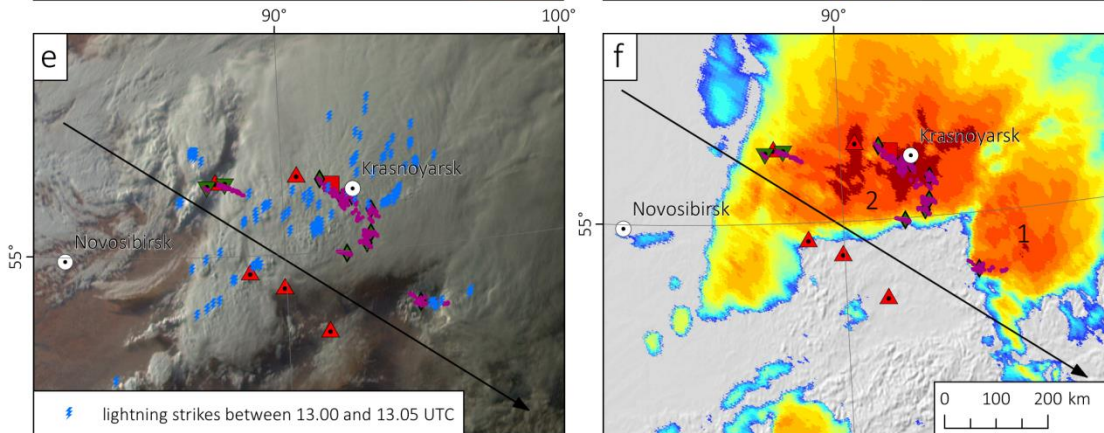 90°
100°
90°
e
Krasnoyarsk
Novosibirsk
55°
lightning strikes between 13.00 and 13.05 UTC
f
Krasnoyarsk
Novosibirsk
55°
2
1
km
0 100 200